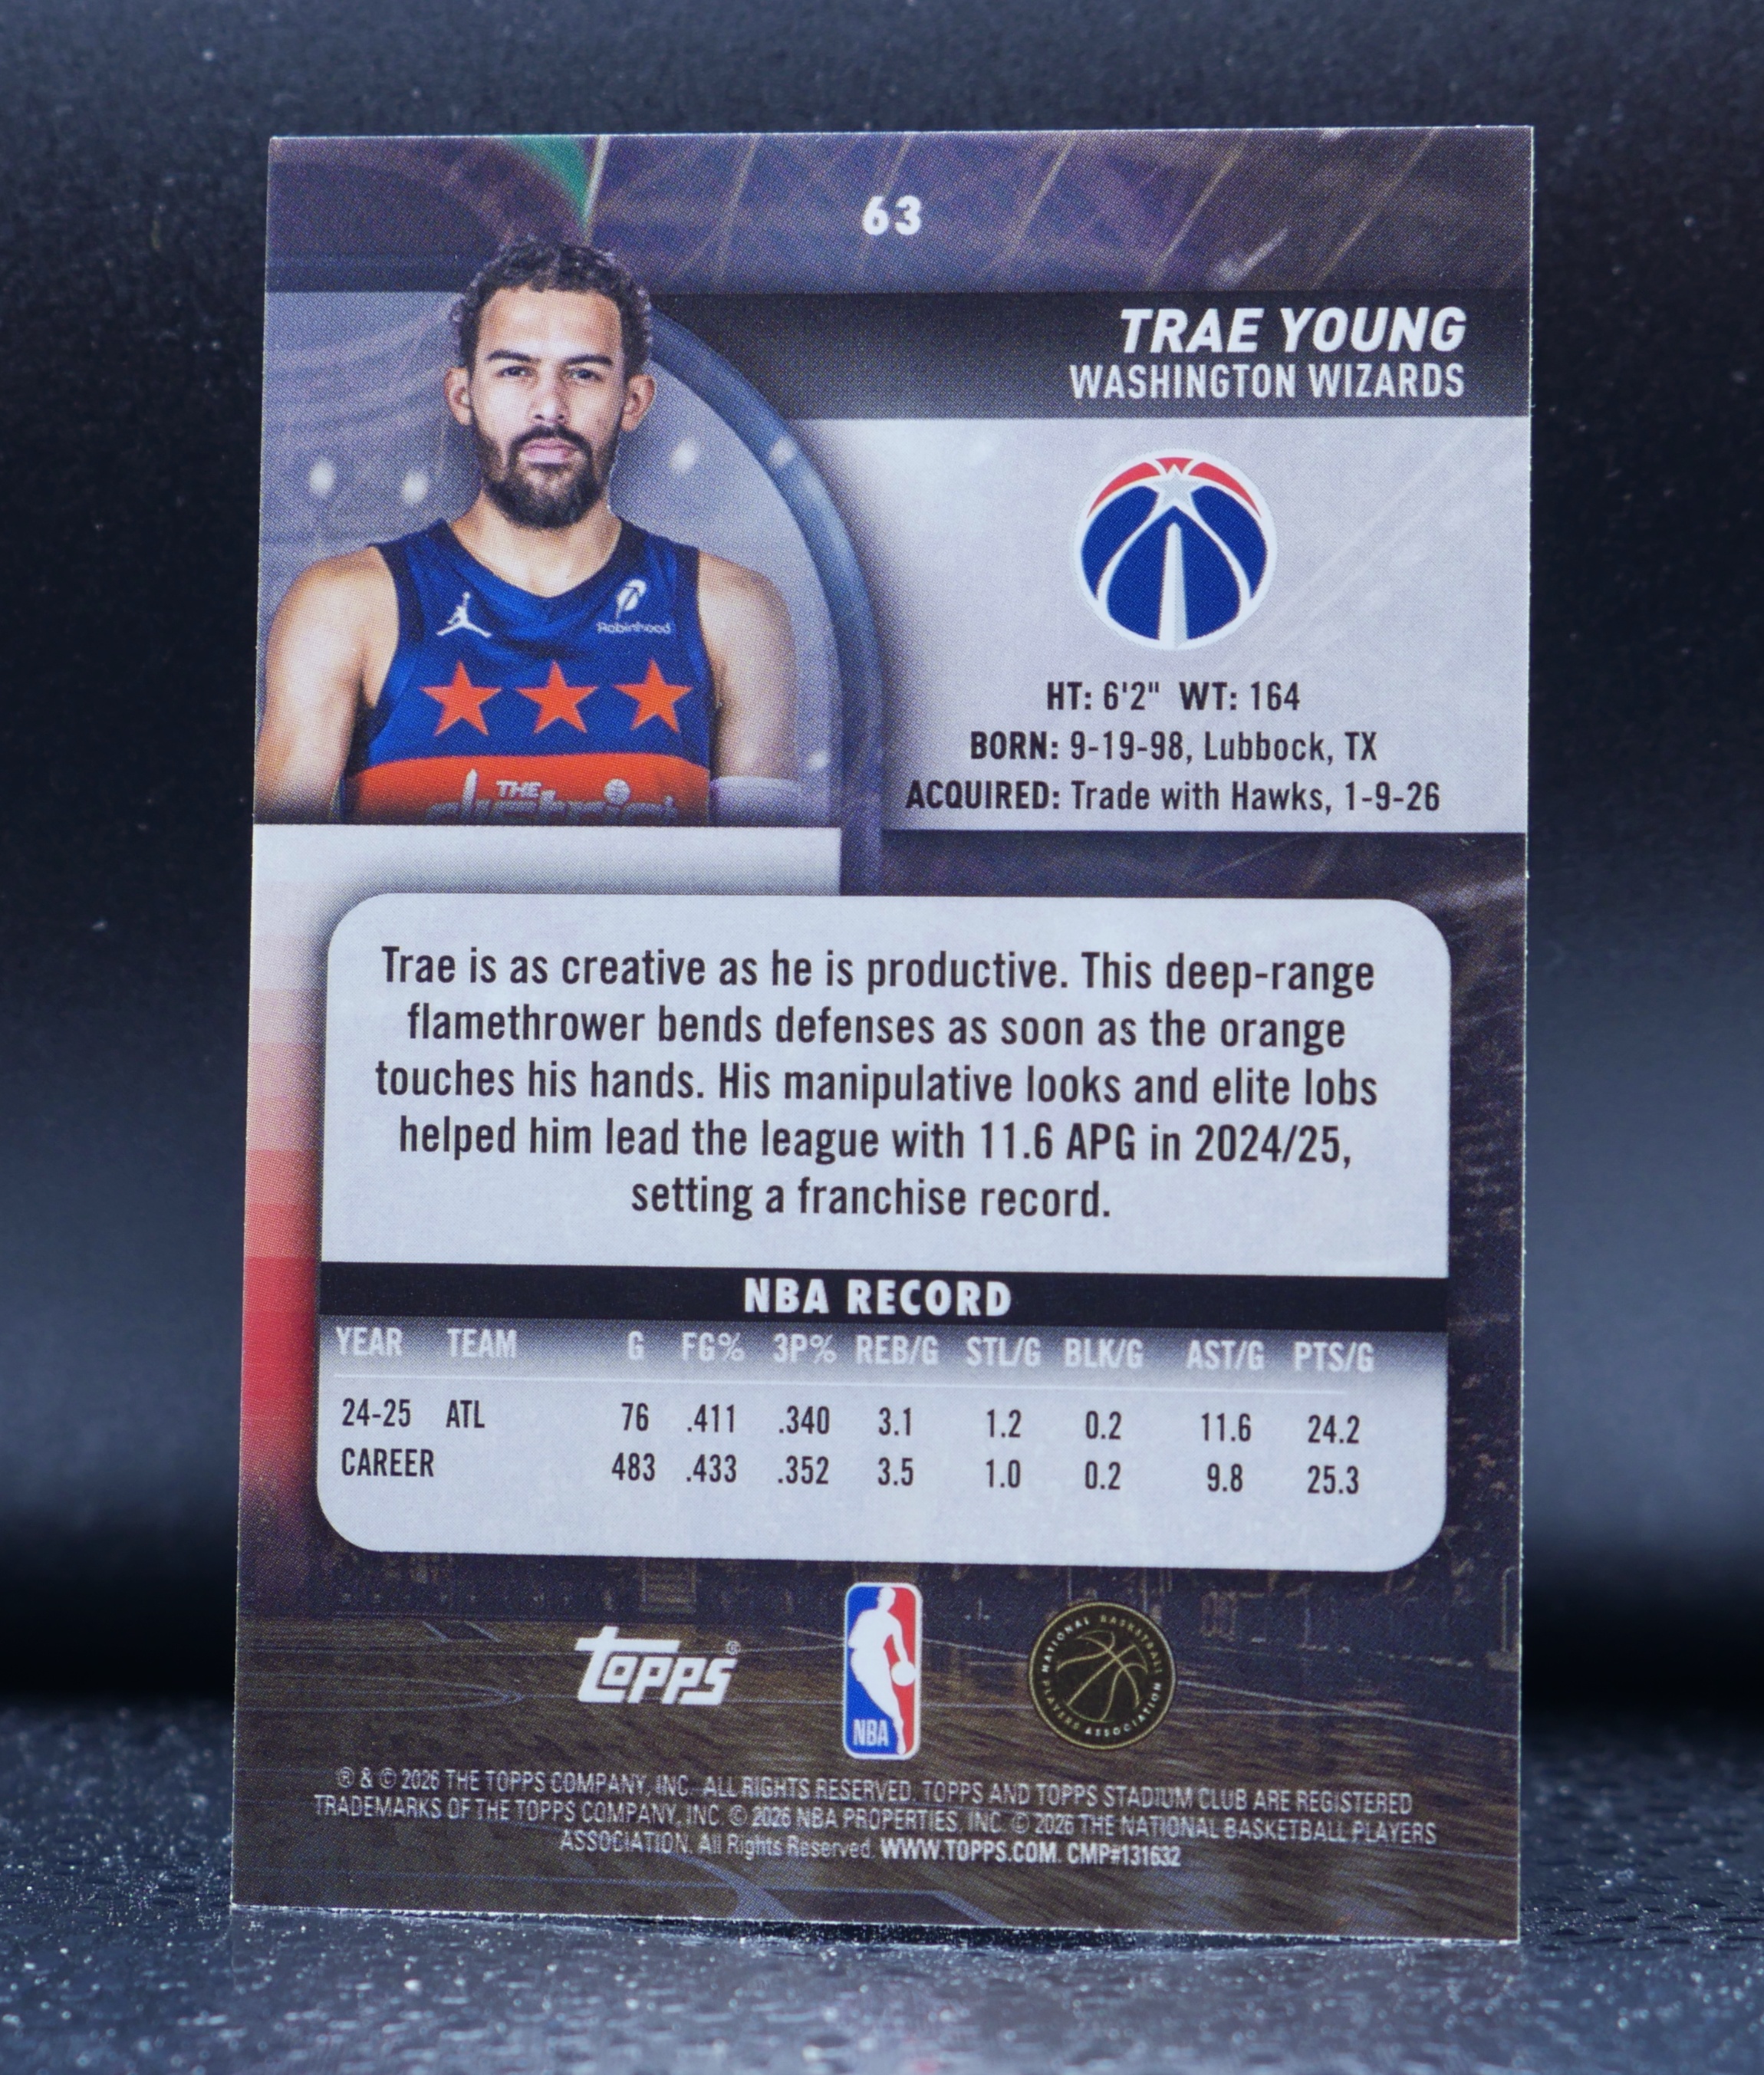 63
TRAE YOUNG
WASHINGTON WIZARDS
Robinhood
THE
district
HT: 6'2" WT: 164
BORN: 9-19-98, Lubbock, TX
ACQUIRED: Trade with Hawks, 1-9-26
Trae is as creative as he is productive. This deep-range
flamethrower bends defenses as soon as the orange
touches his hands. His manipulative looks and elite lobs
helped him lead the league with 11.6 APG in 2024/25,
setting a franchise record.
NBA RECORD
YEAR TEAM G FG% 3P% REB/G STL/G BLK/G AST/G PTS/G
24-25 ATL 76 .411 .340 3.1 1.2 0.2 11.6 24.2
CAREER 483 .433 .352 3.5 1.0 0.2 9.8 25.3
topps®
NBA
NATIONAL BASKETBALL PLAYERS ASSOCIATION
® & © 2026 THE TOPPS COMPANY, INC. ALL RIGHTS RESERVED. TOPPS AND TOPPS STADIUM CLUB ARE REGISTERED
TRADEMARKS OF THE TOPPS COMPANY, INC. © 2026 NBA PROPERTIES, INC. © 2026 THE NATIONAL BASKETBALL PLAYERS
ASSOCIATION. All Rights Reserved. WWW.TOPPS.COM. CMP#131632